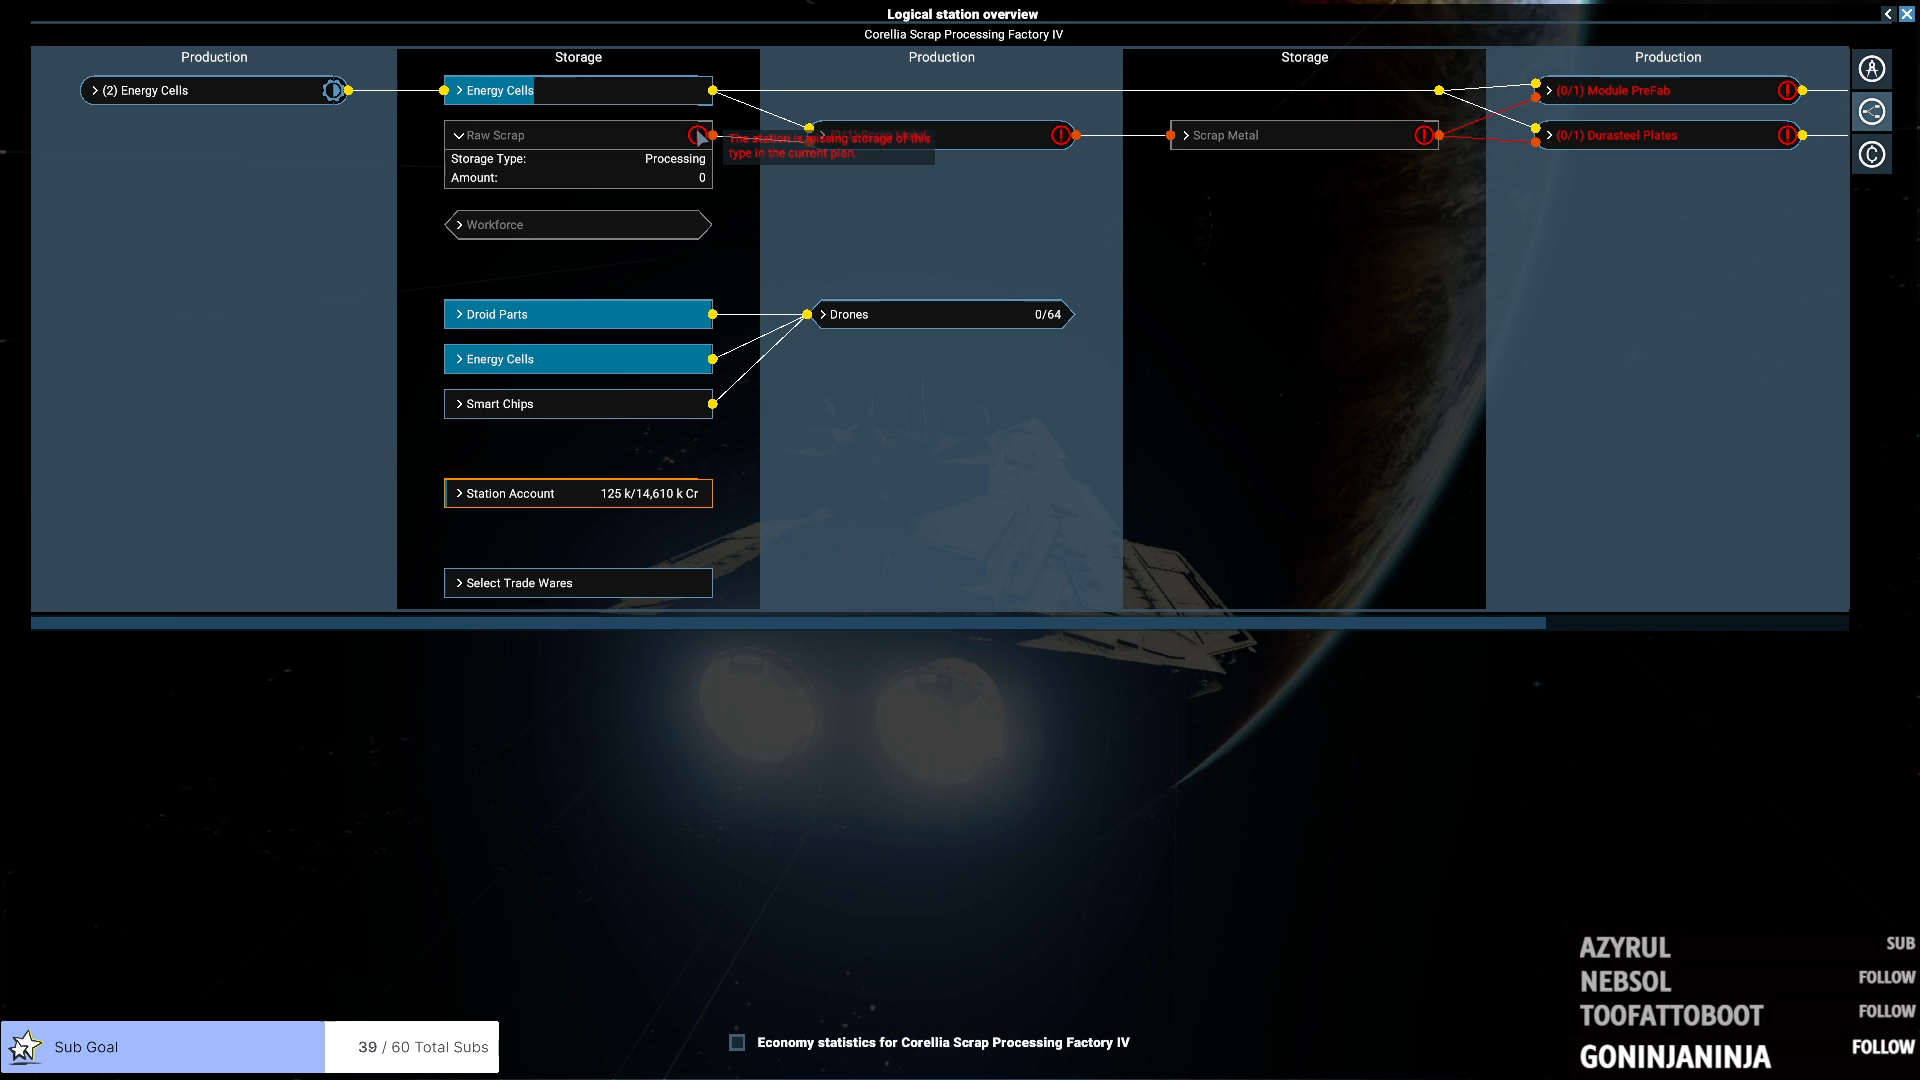 Logical station overview
Corellia Scrap Processing Factory IV
Production
Storage
Production
Storage
Production
(2) Energy Cells
Energy Cells
(0/1) Module PreFab
Raw Scrap
The station is missing storage of this
type in the current plan.
Scrap Metal
(0/1) Durasteel Plates
Storage Type: Processing
Amount: 0
Workforce
Droid Parts
Drones 0/64
Energy Cells
Smart Chips
Station Account 125 k/14,610 k Cr
Select Trade Wares
AZYRUL SUB
NEBSOL FOLLOW
TOOFATTOBOOT FOLLOW
GONINJANINJA FOLLOW
Sub Goal 39 / 60 Total Subs
Economy statistics for Corellia Scrap Processing Factory IV